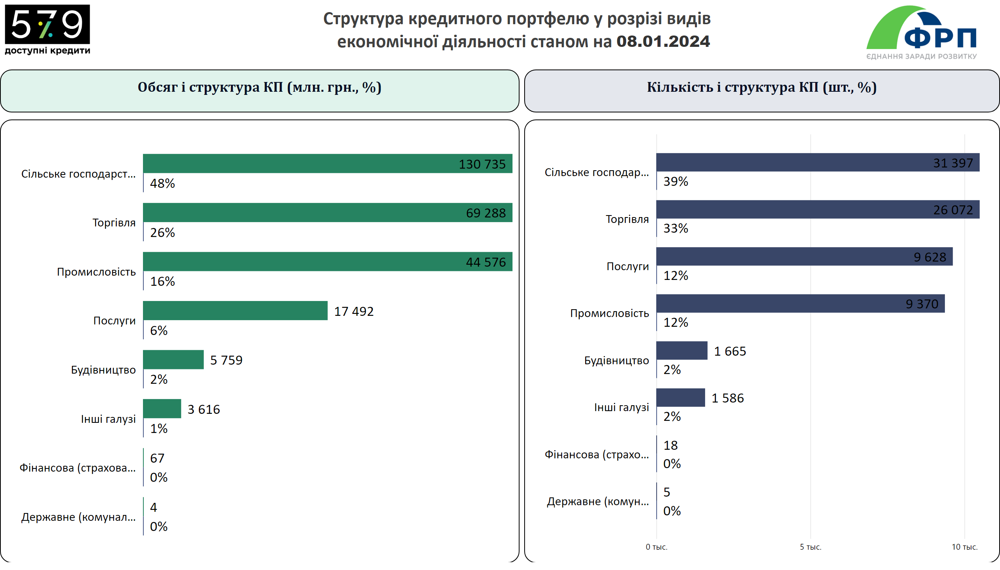 579
доступні кредити
Структура кредитного портфелю у розрізі видів
економічної діяльності станом на 08.01.2024
ФРП
ЄДНАННЯ ЗАРАДИ РОЗВИТКУ
Обсяг і структура КП (млн. грн., %)
Сільське господарст...
130 735
48%
Торгівля
69 288
26%
Промисловість
44 576
16%
Послуги
17 492
6%
Будівництво
5 759
2%
Інші галузі
3 616
1%
Фінансова (страхова...
67
0%
Державне (комунал...
4
0%
Кількість і структура КП (шт., %)
Сільське господар...
31 397
39%
Торгівля
26 072
33%
Послуги
9 628
12%
Промисловість
9 370
12%
Будівництво
1 665
2%
Інші галузі
1 586
2%
Фінансова (страхо...
18
0%
Державне (комун...
5
0%
0 тыс.
5 тыс.
10 тыс.